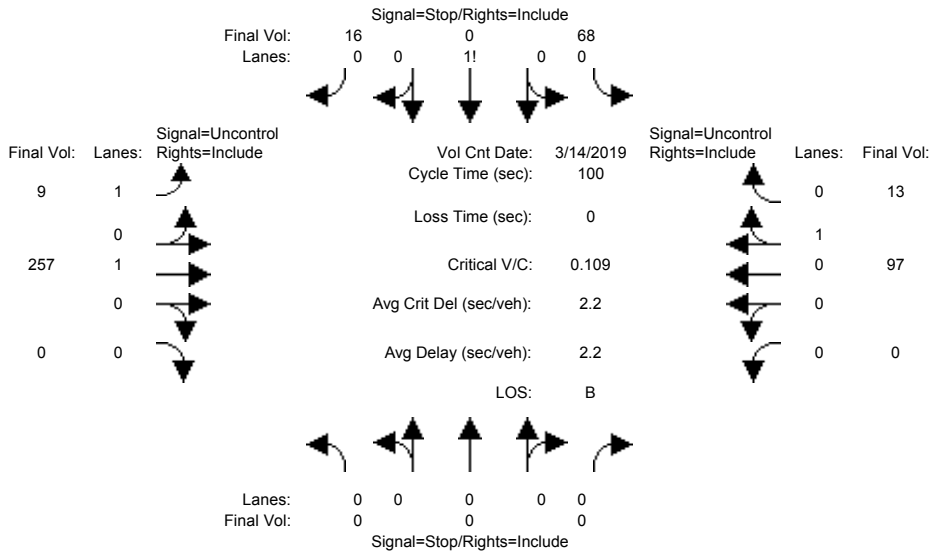 Signal=Stop/Rights=Include
Final Vol: 16 0 68
Lanes: 0 0 1! 0 0
Signal=Uncontrol Signal=Uncontrol
Final Vol: Lanes: Rights=Include Vol Cnt Date: 3/14/2019 Rights=Include Lanes: Final Vol:
Cycle Time (sec): 100
9 1 0 13
Loss Time (sec): 0
0 1
257 1 Critical V/C: 0.109 0 97
0 Avg Crit Del (sec/veh): 2.2 0
0 0 Avg Delay (sec/veh): 2.2 0 0
LOS: B
Lanes: 0 0 0 0 0
Final Vol: 0 0 0
Signal=Stop/Rights=Include